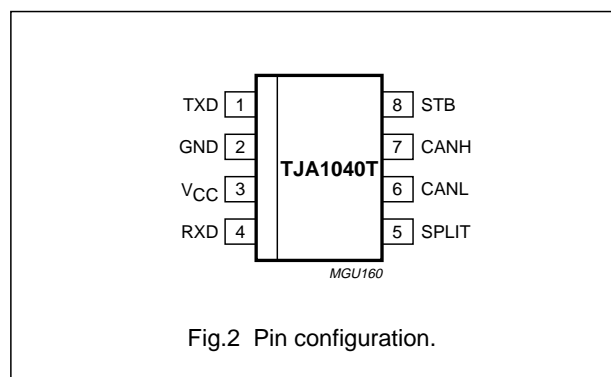 TXD 1
GND 2
VCC 3
RXD 4
TJA1040T
8 STB
7 CANH
6 CANL
5 SPLIT
MGU160
Fig.2 Pin configuration.